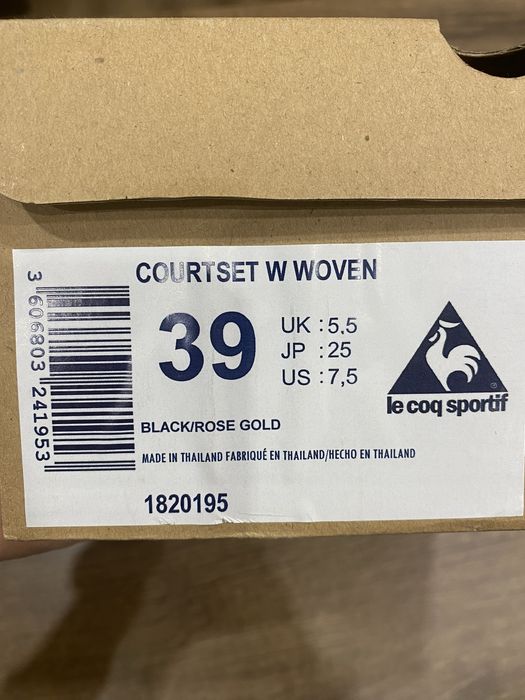 COURTSET W WOVEN
39
UK : 5,5
JP : 25
US : 7,5
le coq sportif
BLACK/ROSE GOLD
MADE IN THAILAND FABRIQUÉ EN THAILAND/HECHO EN THAILAND
1820195
3 606803 241953